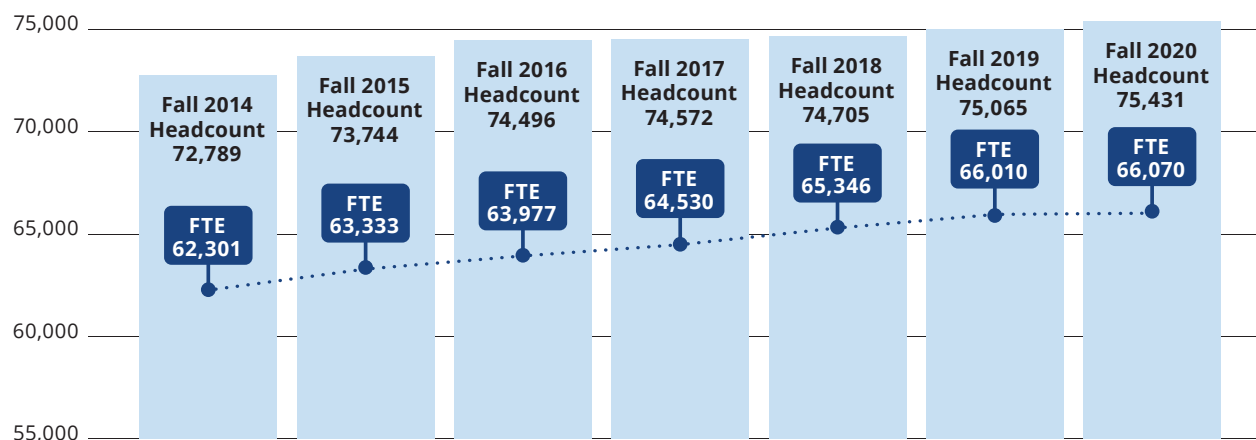 75,000
70,000
65,000
60,000
55,000
Fall 2014
Headcount
72,789
FTE
62,301
Fall 2015
Headcount
73,744
FTE
63,333
Fall 2016
Headcount
74,496
FTE
63,977
Fall 2017
Headcount
74,572
FTE
64,530
Fall 2018
Headcount
74,705
FTE
65,346
Fall 2019
Headcount
75,065
FTE
66,010
Fall 2020
Headcount
75,431
FTE
66,070